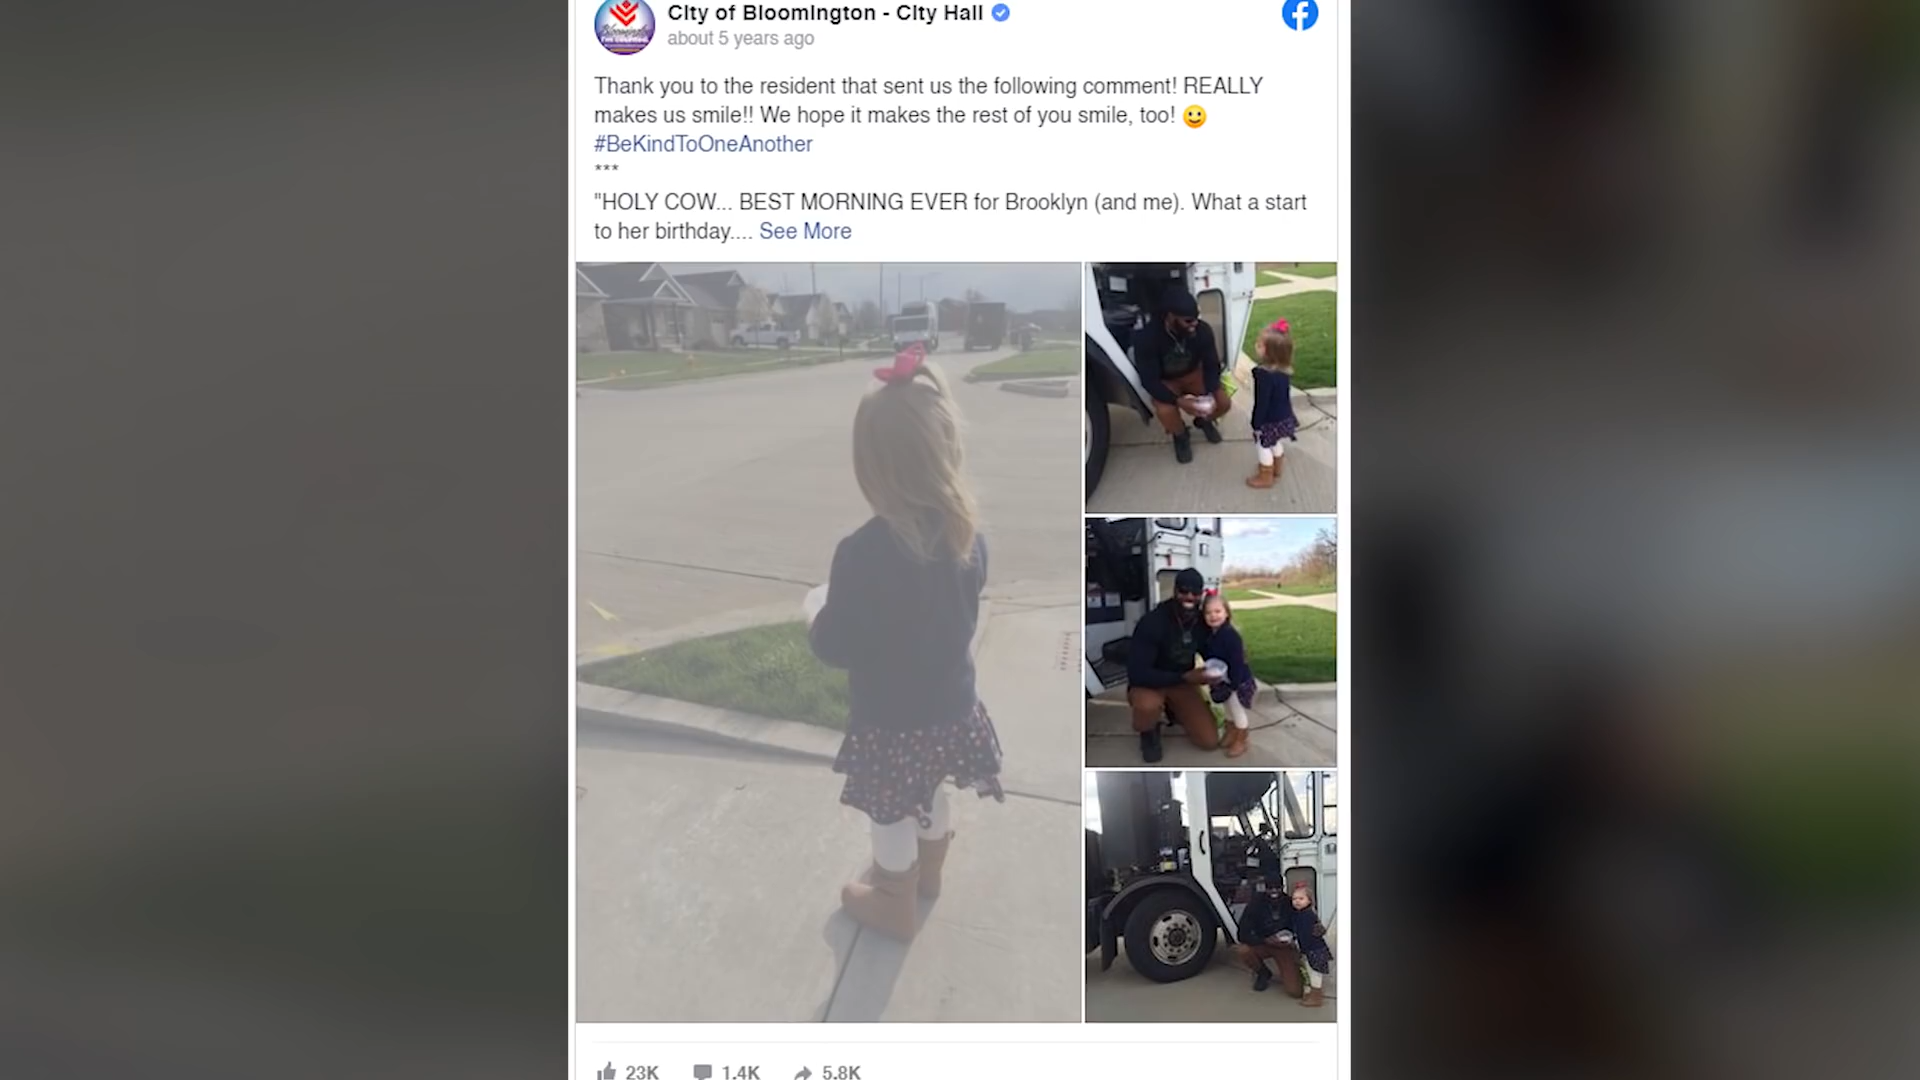 City of Bloomington - City Hall
about 5 years ago
Thank you to the resident that sent us the following comment! REALLY
makes us smile!! We hope it makes the rest of you smile, too!
#BeKindToOneAnother
***
"HOLY COW... BEST MORNING EVER for Brooklyn (and me). What a start
to her birthday.... See More
23K 1.4K 5.8K